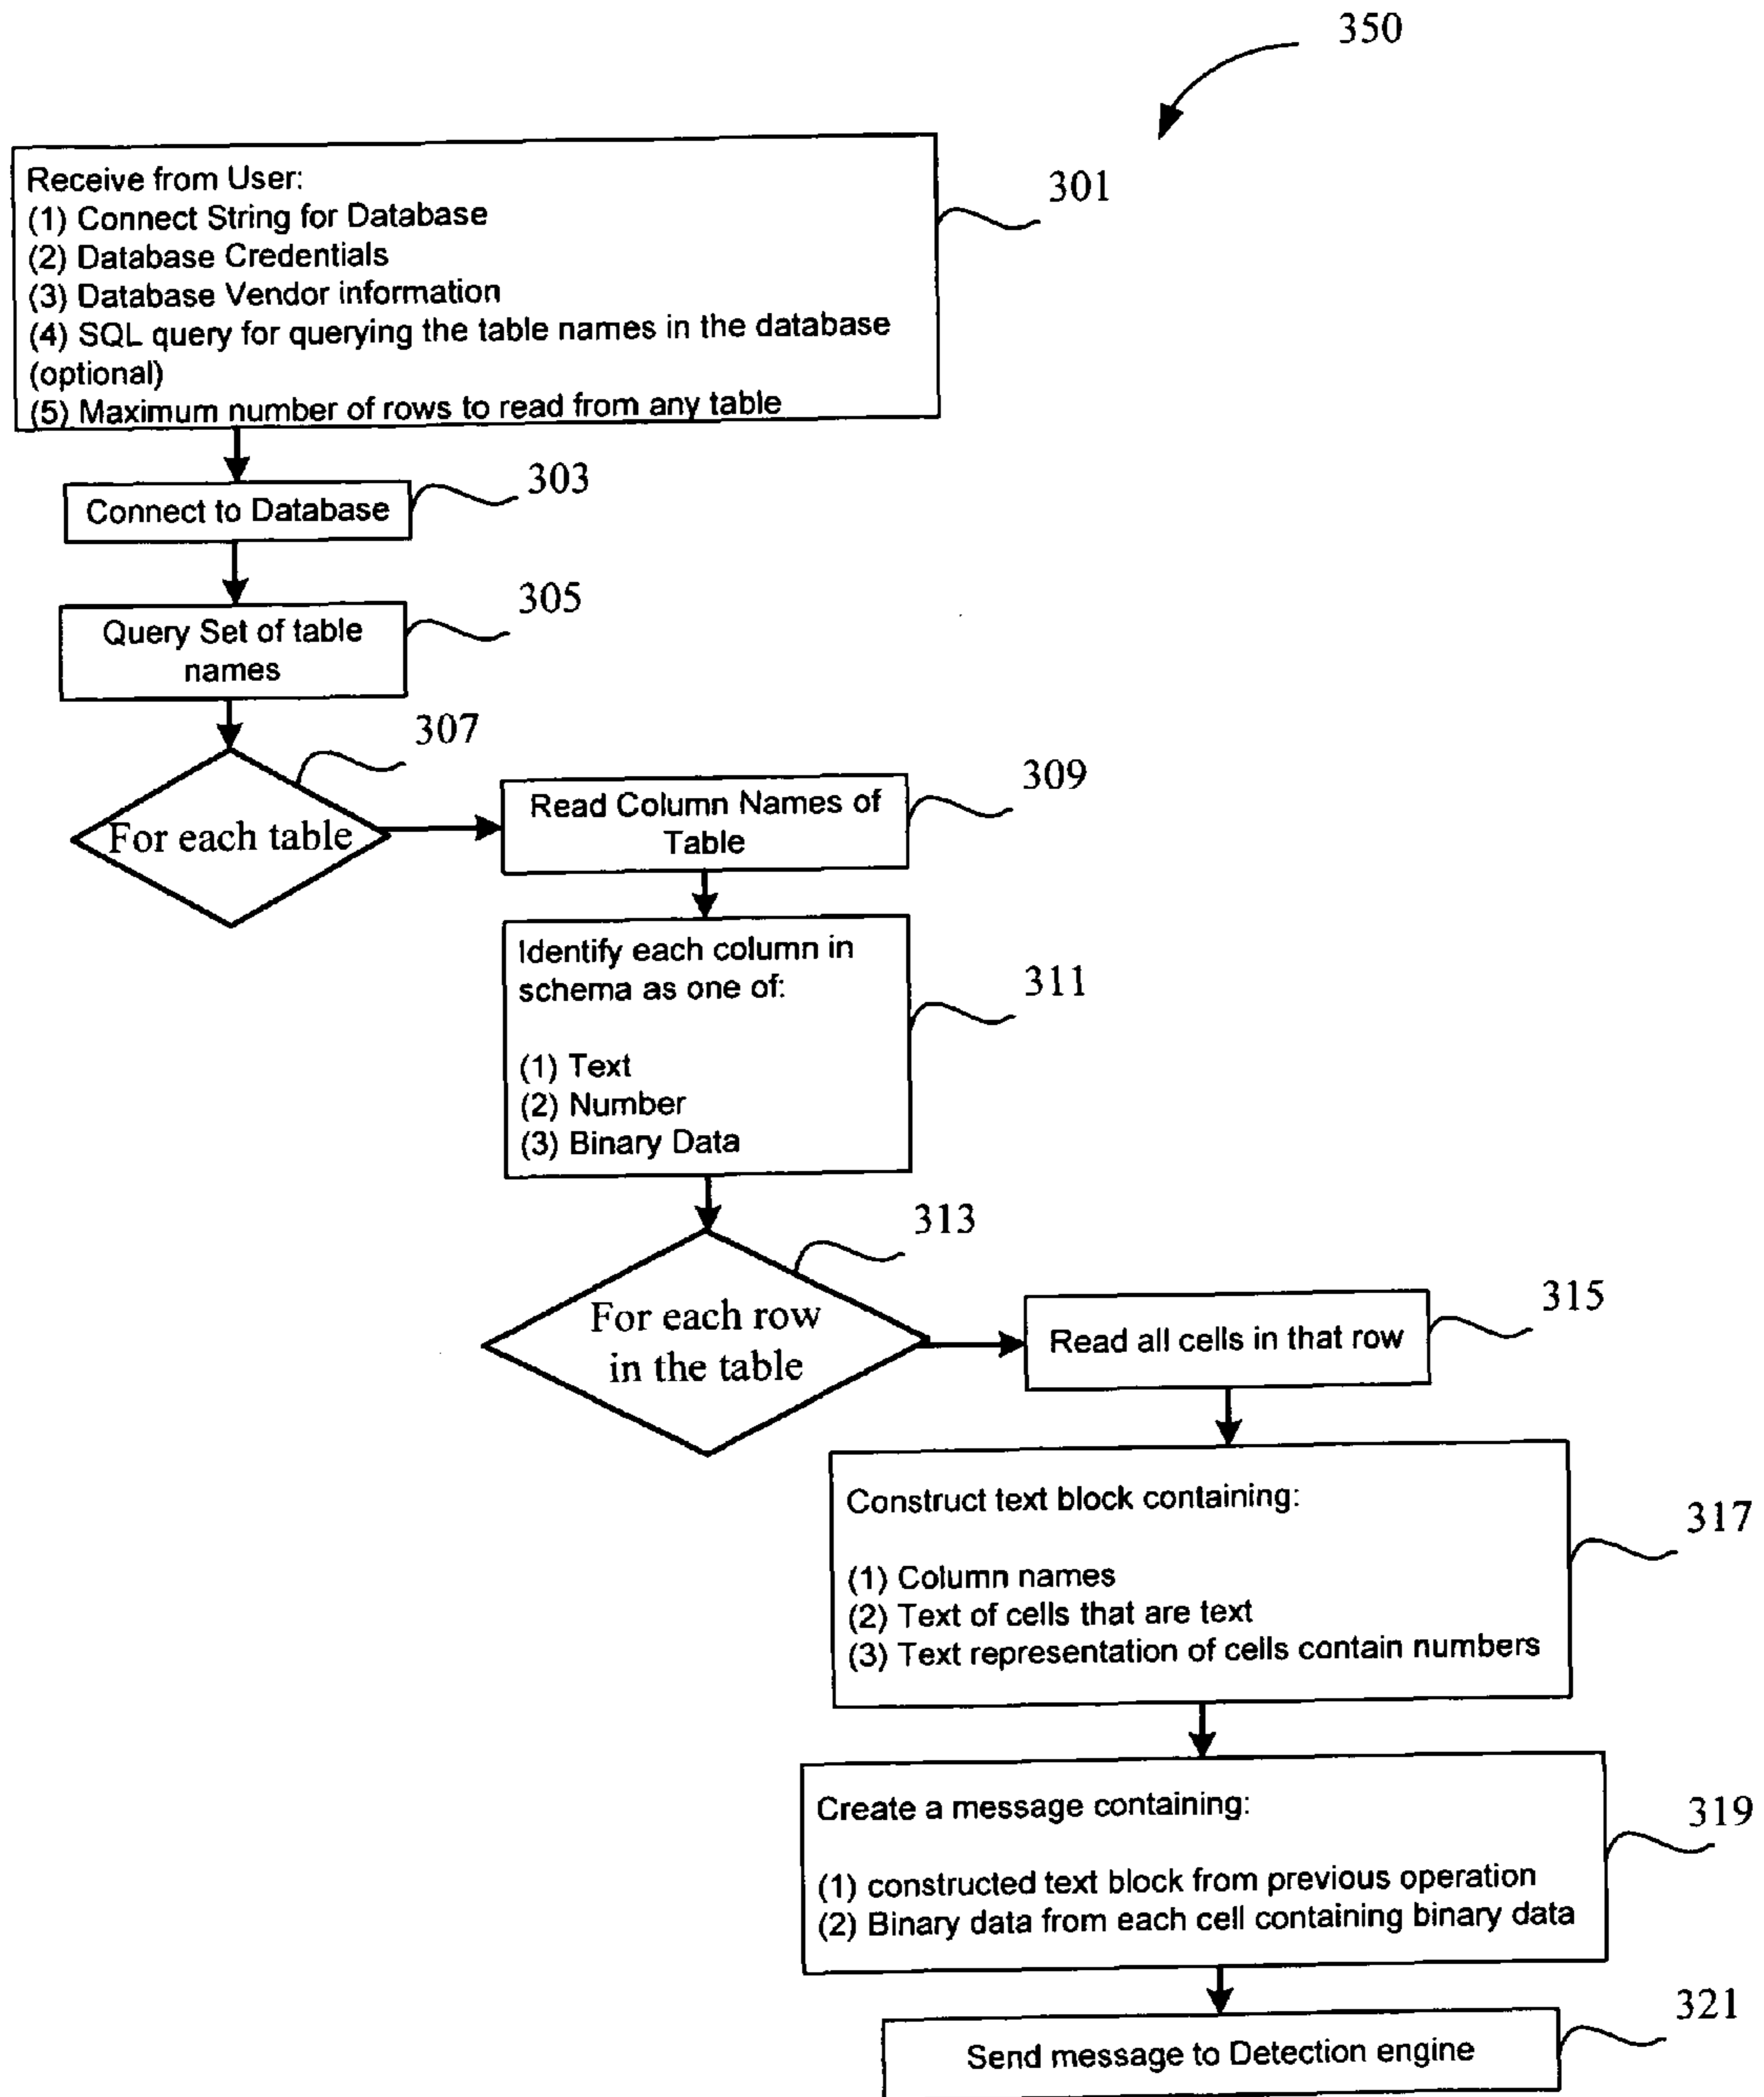 350
Receive from User:
(1) Connect String for Database
(2) Database Credentials
(3) Database Vendor information
(4) SQL query for querying the table names in the database
(optional)
(5) Maximum number of rows to read from any table
301
Connect to Database
303
Query Set of table
names
305
For each table
307
Read Column Names of
Table
309
Identify each column in
schema as one of:
(1) Text
(2) Number
(3) Binary Data
311
For each row
in the table
313
Read all cells in that row
315
Construct text block containing:
(1) Column names
(2) Text of cells that are text
(3) Text representation of cells contain numbers
317
Create a message containing:
(1) constructed text block from previous operation
(2) Binary data from each cell containing binary data
319
Send message to Detection engine
321